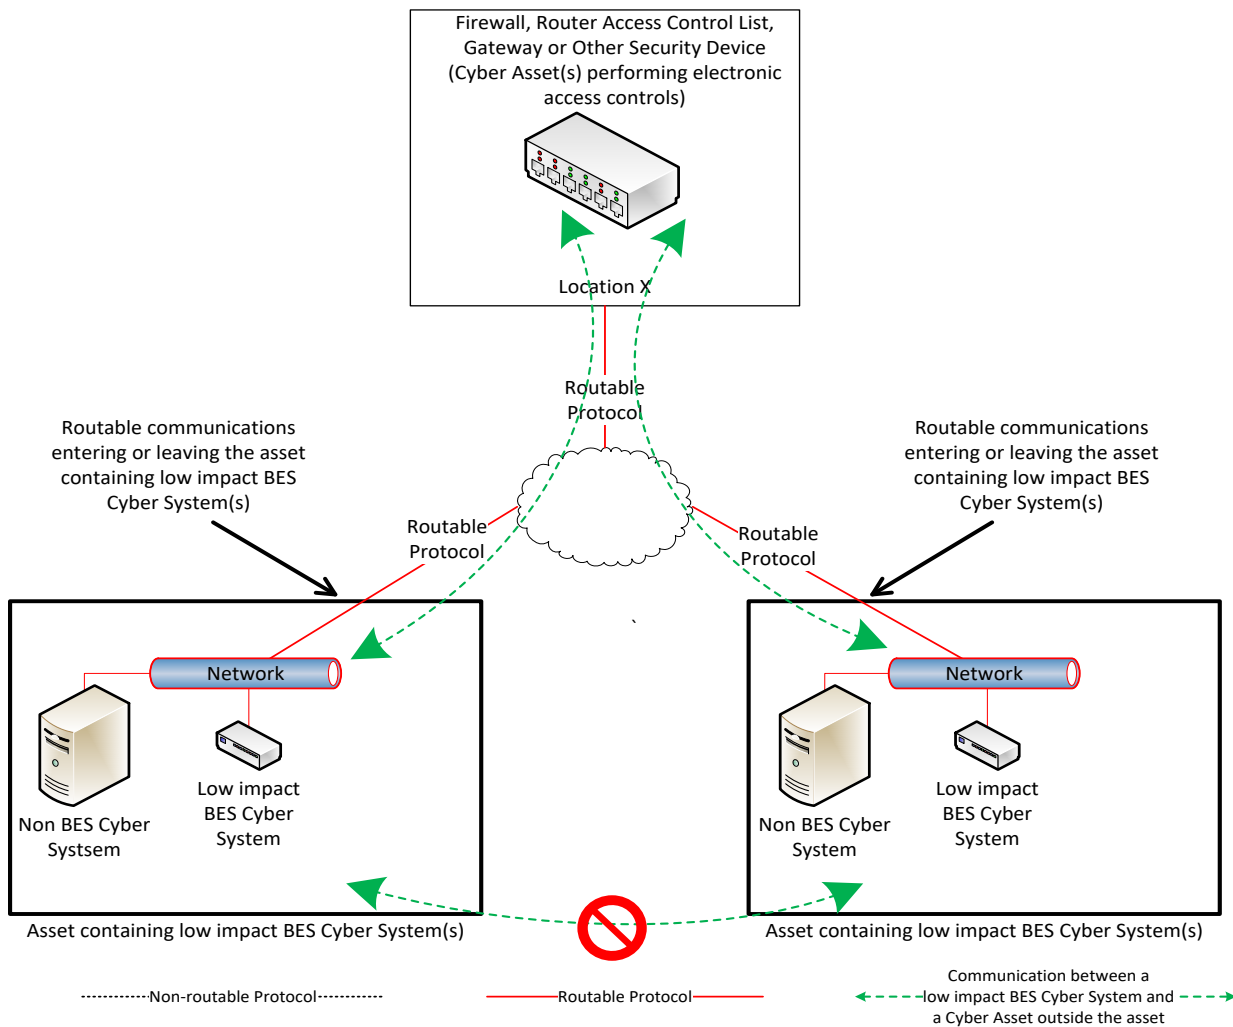 Firewall, Router Access Control List,
Gateway or Other Security Device
(Cyber Asset(s) performing electronic
access controls)
Location X
Routable
Protocol
Routable communications
entering or leaving the asset
containing low impact BES
Cyber System(s)
Routable communications
entering or leaving the asset
containing low impact BES
Cyber System(s)
Routable
Protocol
Routable
Protocol
Network
Non BES Cyber
Systsem
Low impact
BES Cyber
System
Network
Non BES Cyber
System
Low impact
BES Cyber
System
Asset containing low impact BES Cyber System(s)
Asset containing low impact BES Cyber System(s)
Non-routable Protocol
Routable Protocol
Communication between a
low impact BES Cyber System and
a Cyber Asset outside the asset